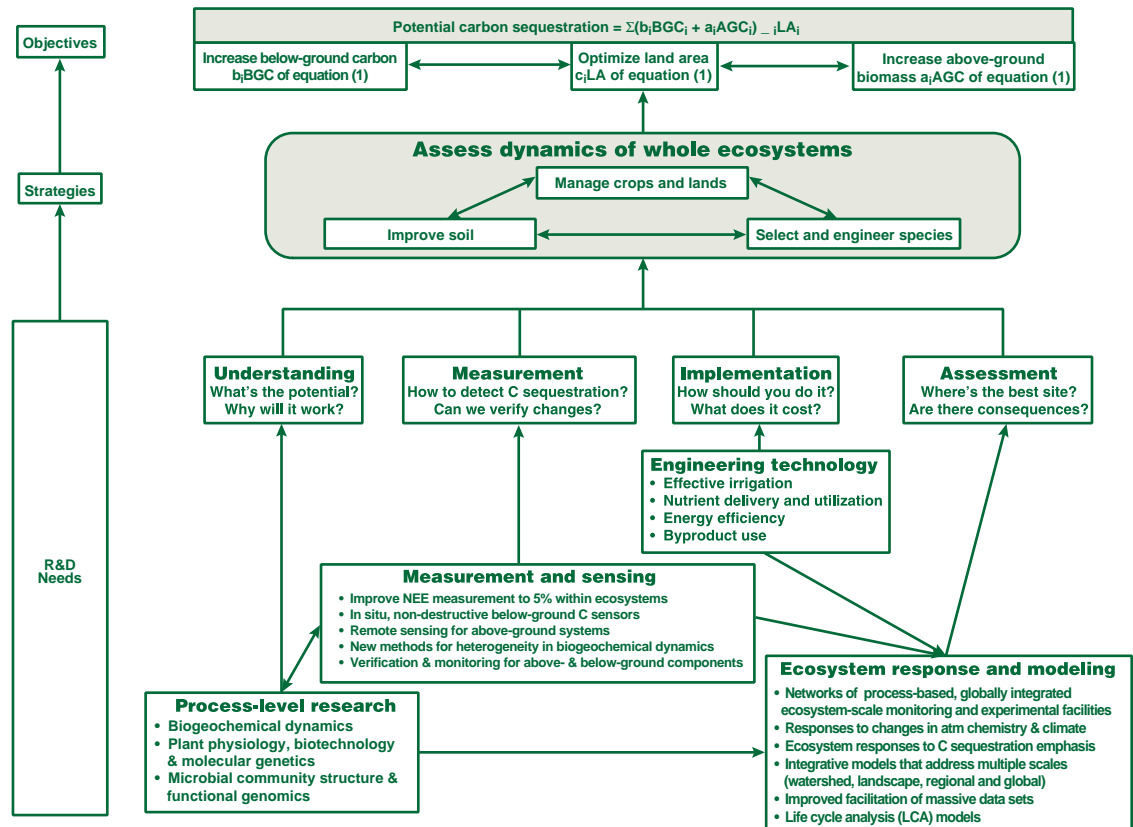 Objectives
Potential carbon sequestration = Σ(bᵢBGCᵢ + aᵢAGCᵢ) _ ᵢLAᵢ
Increase below-ground carbon
bᵢBGC of equation (1)
Optimize land area
cᵢLA of equation (1)
Increase above-ground
biomass aᵢAGC of equation (1)
Strategies
Assess dynamics of whole ecosystems
Manage crops and lands
Improve soil
Select and engineer species
R&D
Needs
Understanding
What's the potential?
Why will it work?
Measurement
How to detect C sequestration?
Can we verify changes?
Implementation
How should you do it?
What does it cost?
Assessment
Where's the best site?
Are there consequences?
Engineering technology
• Effective irrigation
• Nutrient delivery and utilization
• Energy efficiency
• Byproduct use
Measurement and sensing
• Improve NEE measurement to 5% within ecosystems
• In situ, non-destructive below-ground C sensors
• Remote sensing for above-ground systems
• New methods for heterogeneity in biogeochemical dynamics
• Verification & monitoring for above- & below-ground components
Process-level research
• Biogeochemical dynamics
• Plant physiology, biotechnology
& molecular genetics
• Microbial community structure &
functional genomics
Ecosystem response and modeling
• Networks of process-based, globally integrated
ecosystem-scale monitoring and experimental facilities
• Responses to changes in atm chemistry & climate
• Ecosystem responses to C sequestration emphasis
• Integrative models that address multiple scales
(watershed, landscape, regional and global)
• Improved facilitation of massive data sets
• Life cycle analysis (LCA) models